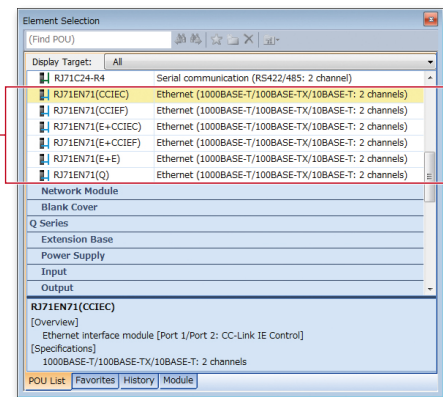 Element Selection
(Find POU)
Display Target: All
RJ71C24-R4 Serial communication (RS422/485: 2 channel)
RJ71EN71(CCIEC) Ethernet (1000BASE-T/100BASE-TX/10BASE-T: 2 channels)
RJ71EN71(CCIEF) Ethernet (1000BASE-T/100BASE-TX/10BASE-T: 2 channels)
RJ71EN71(E+CCIEC) Ethernet (1000BASE-T/100BASE-TX/10BASE-T: 2 channels)
RJ71EN71(E+CCIEF) Ethernet (1000BASE-T/100BASE-TX/10BASE-T: 2 channels)
RJ71EN71(E+E) Ethernet (1000BASE-T/100BASE-TX/10BASE-T: 2 channels)
RJ71EN71(Q) Ethernet (1000BASE-T/100BASE-TX/10BASE-T: 2 channels)
Network Module
Blank Cover
Q Series
Extension Base
Power Supply
Input
Output
RJ71EN71(CCIEC)
[Overview]
Ethernet interface module [Port 1/Port 2: CC-Link IE Control]
[Specifications]
1000BASE-T/100BASE-TX/10BASE-T: 2 channels
POU List Favorites History Module